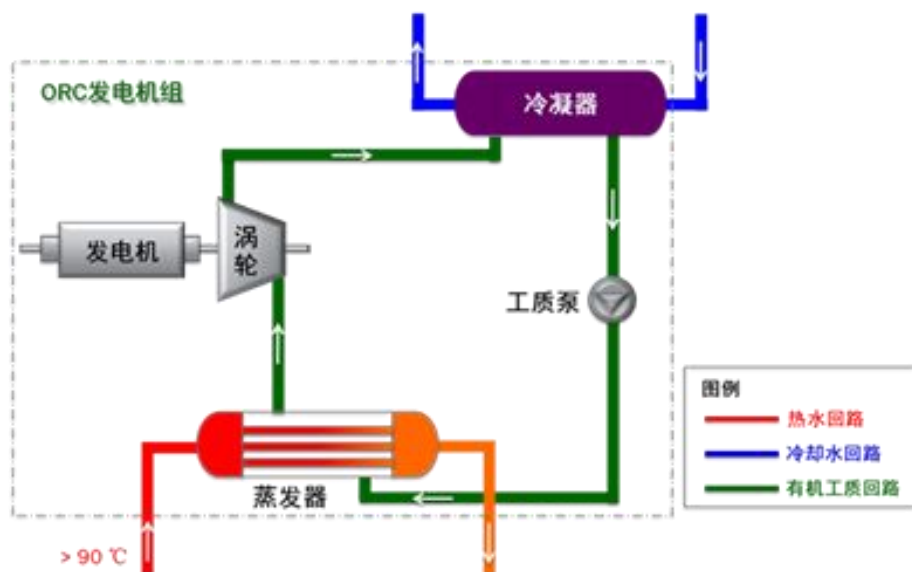 ORC发电机组
冷凝器
发电机
涡
轮
工质泵
蒸发器
> 90 ℃
图例
热水回路
冷却水回路
有机工质回路